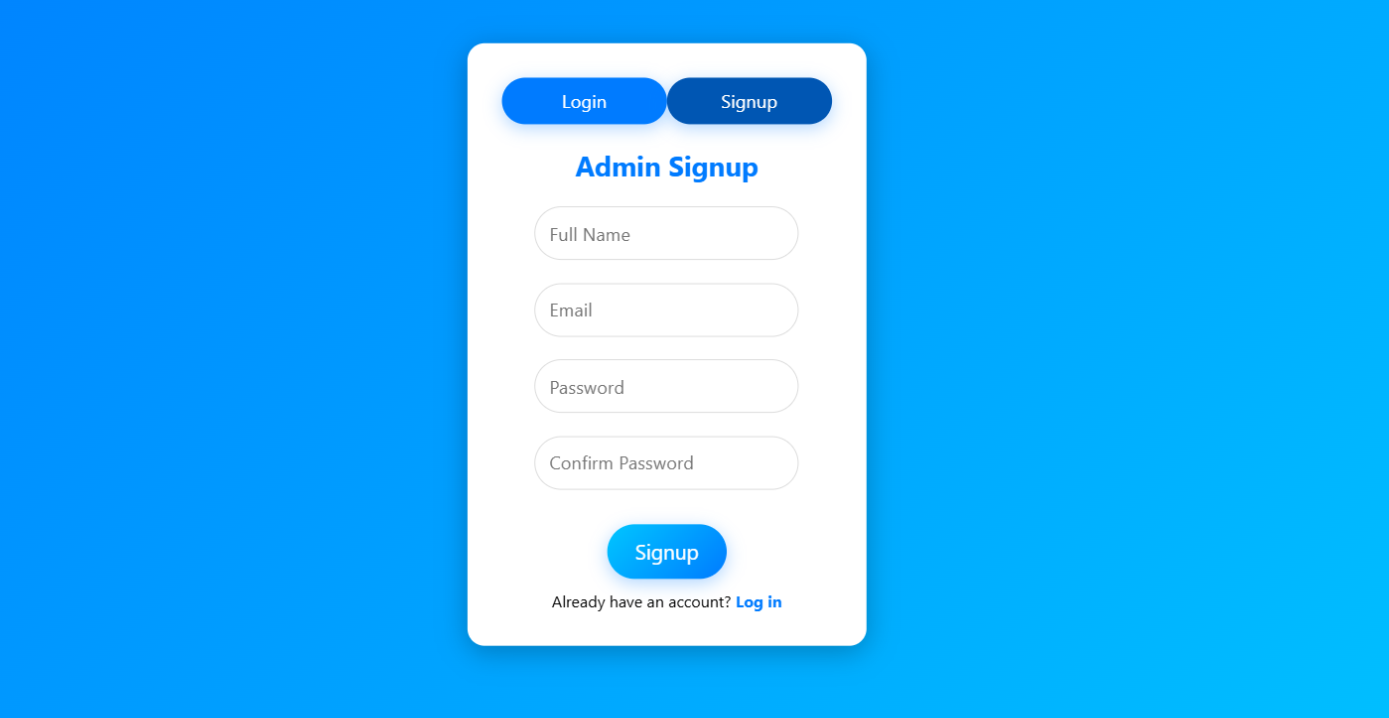 Login Signup
Admin Signup
Full Name
Email
Password
Confirm Password
Signup
Already have an account? Log in